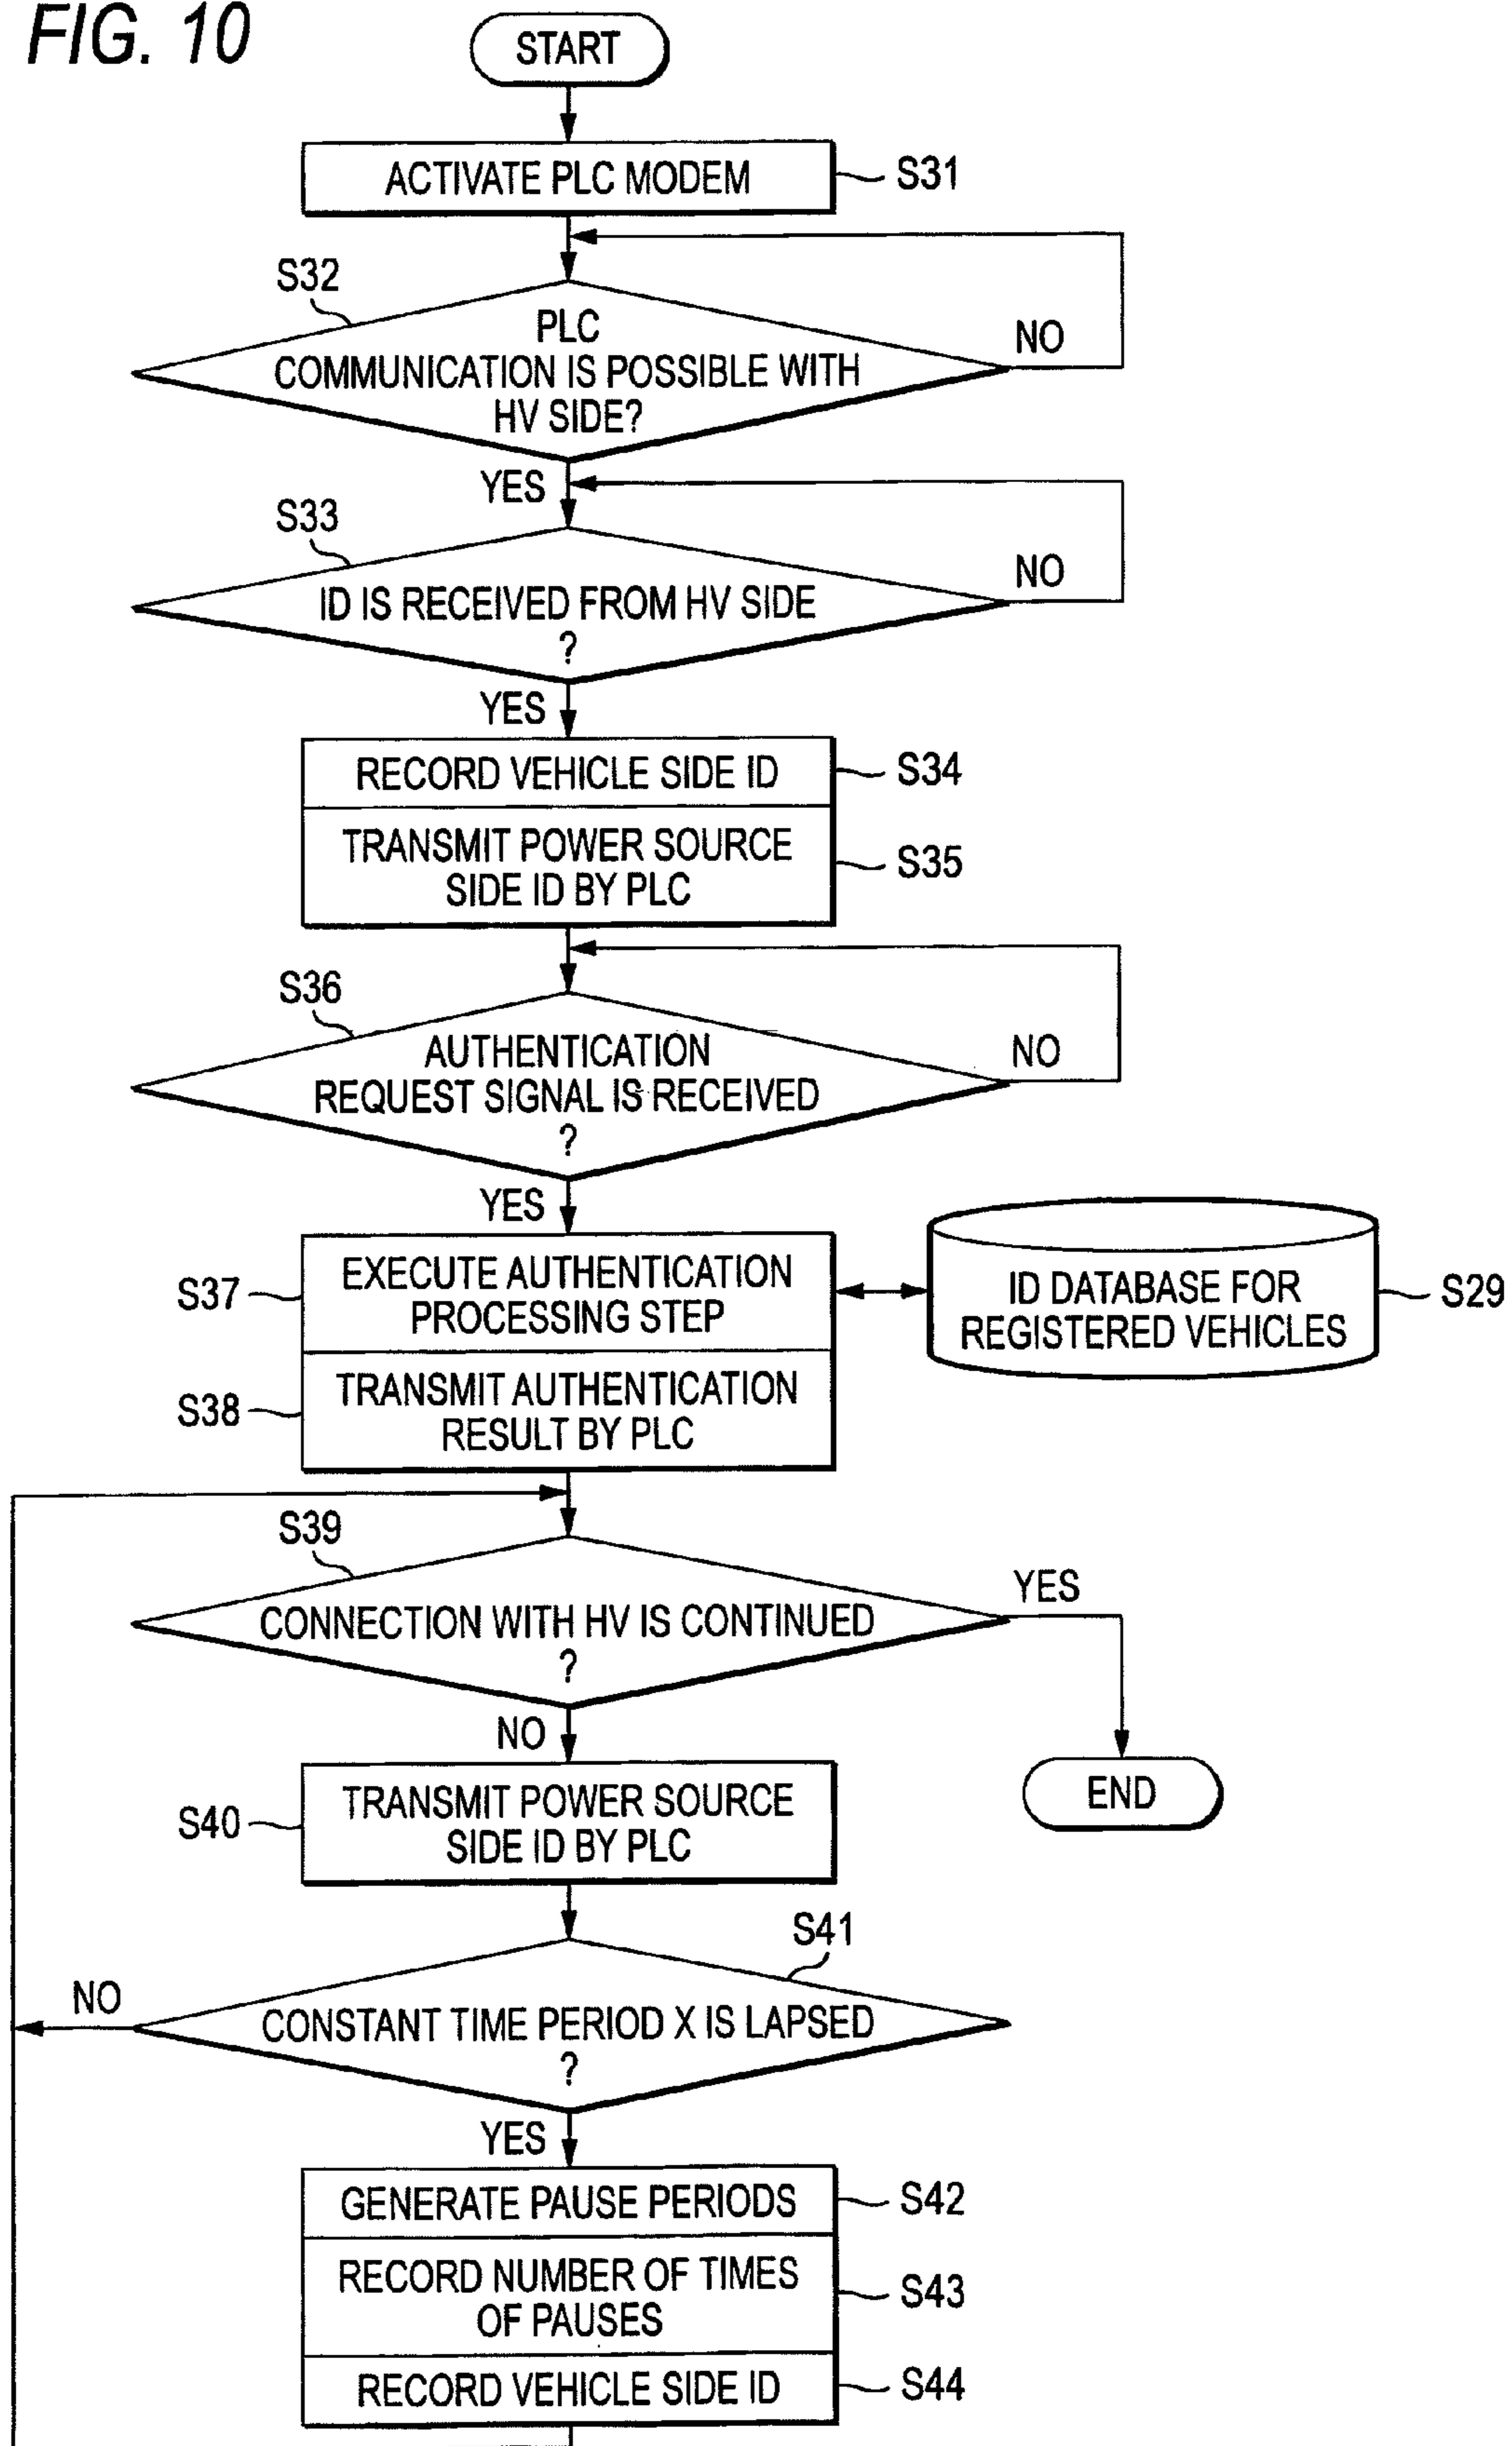 FIG. 10
START
ACTIVATE PLC MODEM
S31
S32
PLC
COMMUNICATION IS POSSIBLE WITH
HV SIDE?
NO
YES
S33
ID IS RECEIVED FROM HV SIDE
?
NO
YES
RECORD VEHICLE SIDE ID
S34
TRANSMIT POWER SOURCE
SIDE ID BY PLC
S35
S36
AUTHENTICATION
REQUEST SIGNAL IS RECEIVED
?
NO
YES
S37
EXECUTE AUTHENTICATION
PROCESSING STEP
ID DATABASE FOR
REGISTERED VEHICLES
S29
S38
TRANSMIT AUTHENTICATION
RESULT BY PLC
S39
CONNECTION WITH HV IS CONTINUED
?
YES
NO
END
S40
TRANSMIT POWER SOURCE
SIDE ID BY PLC
S41
CONSTANT TIME PERIOD X IS LAPSED
?
NO
YES
GENERATE PAUSE PERIODS
S42
RECORD NUMBER OF TIMES
OF PAUSES
S43
RECORD VEHICLE SIDE ID
S44